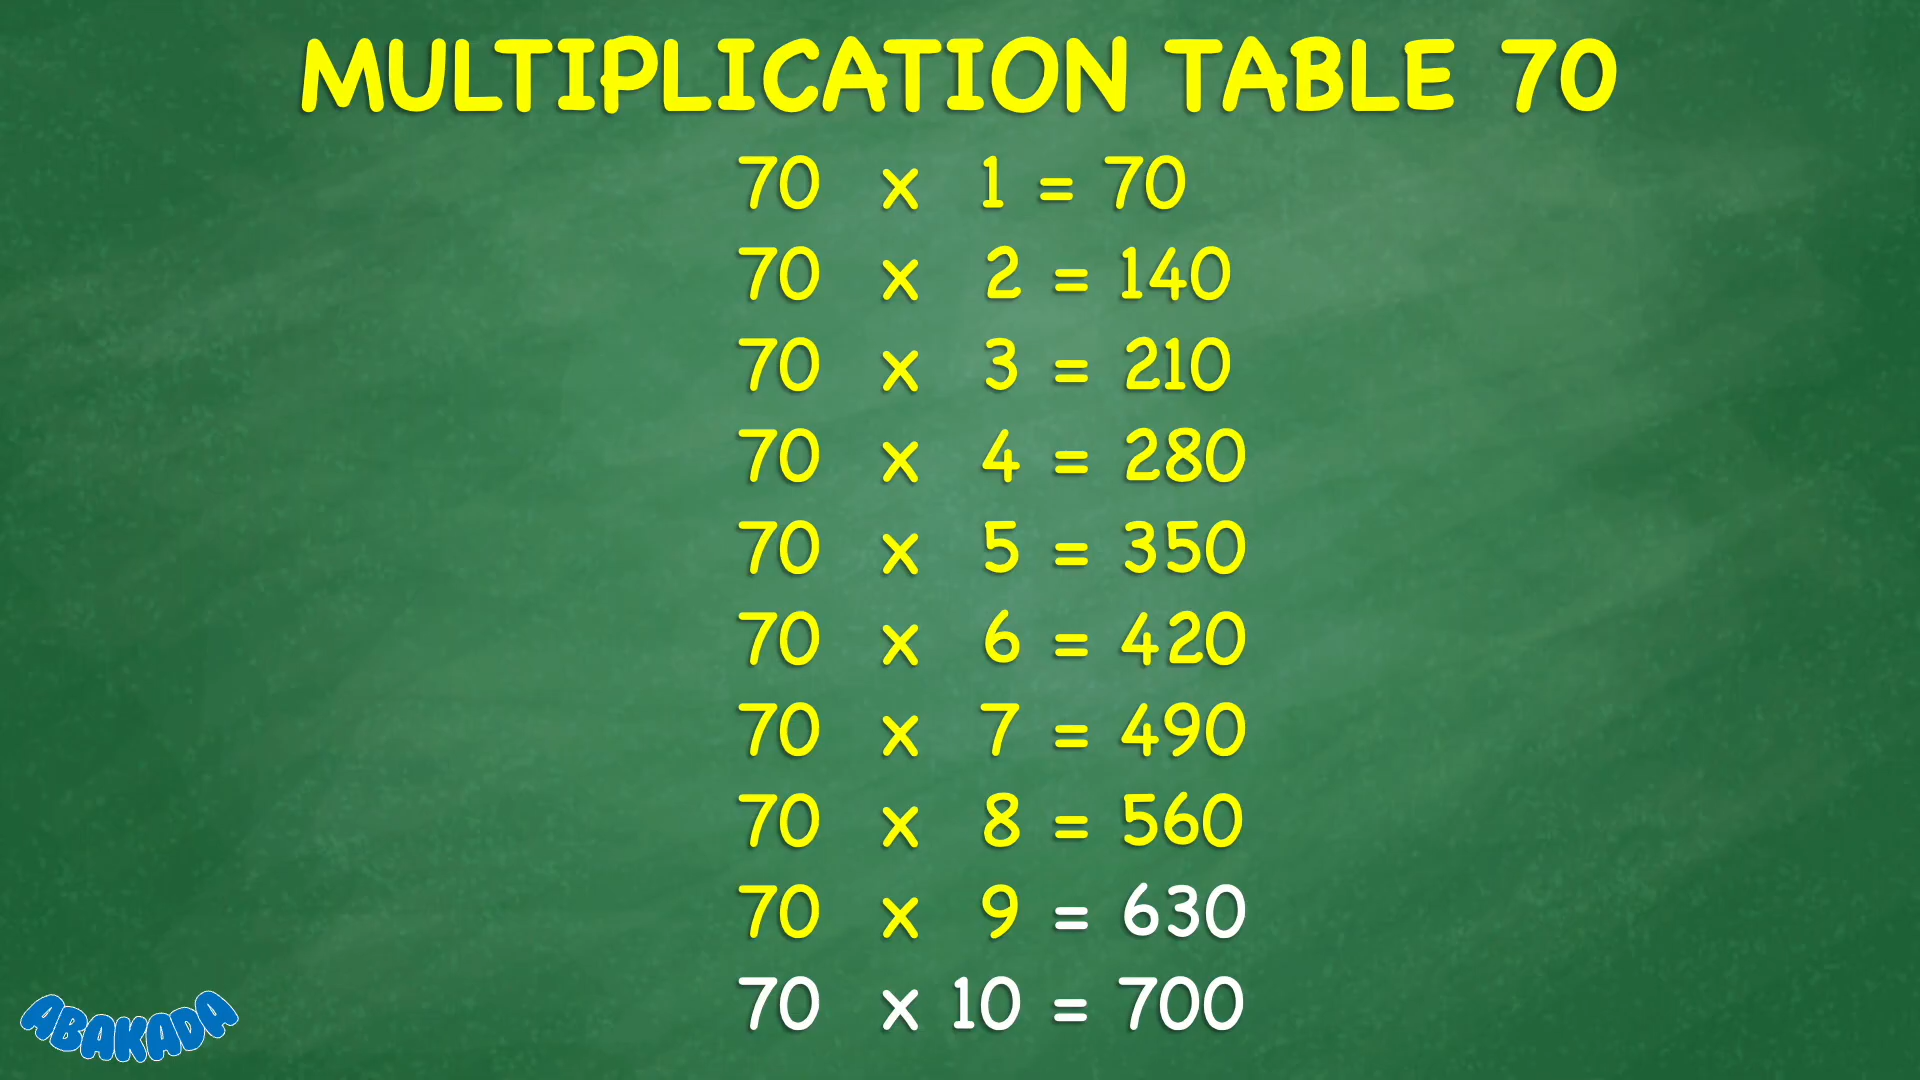 MULTIPLICATION TABLE 70
70 x 1 = 70
70 x 2 = 140
70 x 3 = 210
70 x 4 = 280
70 x 5 = 350
70 x 6 = 420
70 x 7 = 490
70 x 8 = 560
70 x 9 = 630
70 x 10 = 700
ABAKADA